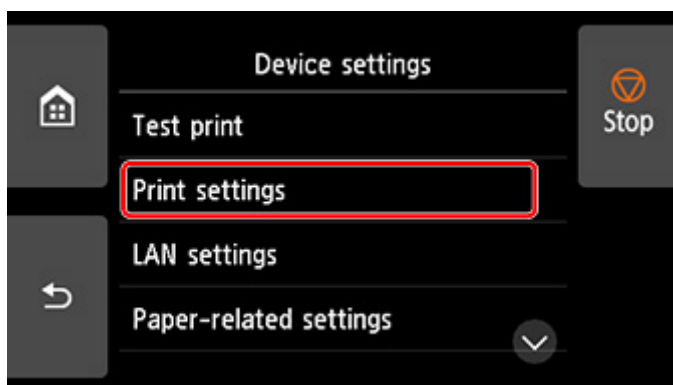 Device settings
Stop
Test print
Print settings
LAN settings
Paper-related settings